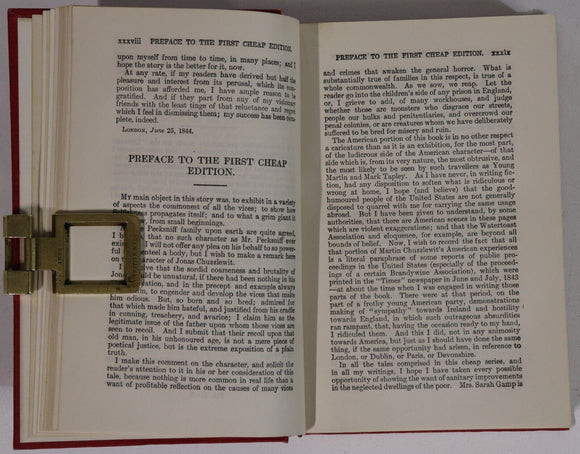 xxxviii PREFACE TO THE FIRST CHEAP EDITION.
upon myself from time to time, in many places; and I
hope the story is the better for it, now.
At any rate, if my readers have derived but half the
pleasure and interest from its perusal, which its com-
position has afforded me, I have ample reason to be
gratified. And if they part from any of my visionary
friends with the least tinge of that reluctance and regret
which I feel in dismissing them; my success has been
complete, indeed.
LONDON, June 25, 1844.
PREFACE TO THE FIRST CHEAP
EDITION.
My main object in this story was, to exhibit in a variety
of aspects the commonest of all the vices; to show how
propagates itself; and to what a grim giant it
from small beginnings.
All the Pecksniff family upon earth are quite agreed,
that no such character as Mr. Pecksniff ever
I will not offer any plea on his behalf to so power-
genteel a body, but I wish to make a remark
character of Jonas Chuzzlewit.
that the sordid coarseness and brutality of
would be unnatural, if there had been nothing in his
education, and in the precept and example always
him, to engender and develop the vices that make
him odious. But, so born and so bred; admired for
that which made him hateful, and justified from his cradle
in cunning, treachery, and avarice; I claim him as the
legitimate issue of the father upon whom those vices are
seen to recoil. And I submit that their recoil upon that
old man, in his unhonoured age, is not a mere piece of
poetical justice, but is the extreme exposition of a plain
truth.
I make this comment on the character, and solicit the
reader's attention to it in his or her consideration of this
tale, because nothing is more common in real life than a
want of profitable reflection on the causes of many vices
PREFACE TO THE FIRST CHEAP EDITION. xxxix
and crimes that awaken the general horror. What is
substantially true of families in this respect, is true of a
whole commonwealth. As we sow, we reap. Let the
reader go into the children's side of any prison in England,
or, I grieve to add, of many workhouses, and judge
whether those are monsters who disgrace our streets,
people our hulks and penitentiaries, and overcrowd our
penal colonies, or are creatures whom we have deliberately
suffered to be bred for misery and ruin.
The American portion of this book is in no other respect
a caricature than as it is an exhibition, for the most part,
of the ludicrous side of the American character—of that
side which is, from its very nature, the most obtrusive, and
the most likely to be seen by such travellers as Young
Martin and Mark Tapley. As I have never, in writing
fiction, had any disposition to soften what is ridiculous or
wrong at home, I hope (and believe) that the good-
humoured people of the United States are not generally
disposed to quarrel with me for carrying the same usage
abroad. But I have been given to understand, by some
authorities, that there are American scenes in these pages
which are violent exaggerations; and that the Watertoast
Association and eloquence, for example, are beyond all
bounds of belief. Now, I wish to record the fact that all
that portion of Martin Chuzzlewit's American experiences
is a literal paraphrase of some reports of public pro-
ceedings in the United States (especially of the proceed-
ings of a certain Brandywine Association), which were
printed in the "Times" newspaper in June and July, 1843
—at about the time when I was engaged in writing those
parts of the book. There were at that period, on the
part of a frothy young American party, demonstrations
making of "sympathy" towards Ireland and hostility
towards England, in which such outrageous absurdities
ran rampant, that, having the occasion ready to my hand,
I ridiculed them. And this I did, not in any animosity
towards America, but just as I should have done the same
thing, if the same opportunity had arisen, in reference to
London, or Dublin, or Paris, or Devonshire.
In all the tales comprised in this cheap series, and
in all my writings, I hope I have taken every possible
opportunity of showing the want of sanitary improvements
in the neglected dwellings of the poor. Mrs. Sarah Gamp is